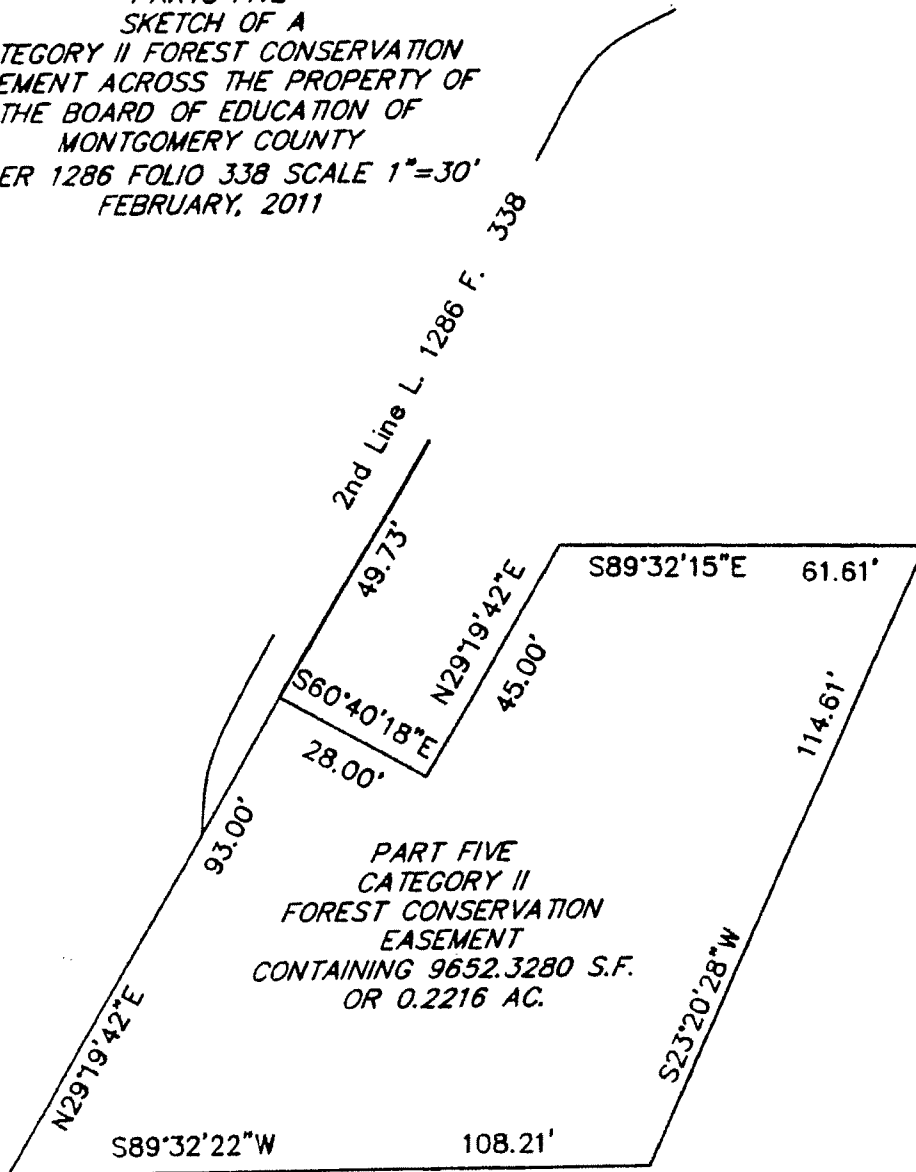 SKETCH OF A
TEGORY II FOREST CONSERVATION
EMENT ACROSS THE PROPERTY OF
THE BOARD OF EDUCATION OF
MONTGOMERY COUNTY
ER 1286 FOLIO 338 SCALE 1"=30'
FEBRUARY, 2011
2nd Line L. 1286 F. 338
49.73'
S89°32'15"E 61.61'
N29°19'42"E
45.00'
S60°40'18"E
28.00'
114.61'
93.00'
PART FIVE
CATEGORY II
FOREST CONSERVATION
EASEMENT
CONTAINING 9652.3280 S.F.
OR 0.2216 AC.
S23°20'28"W
N29°19'42"E
S89°32'22"W 108.21'